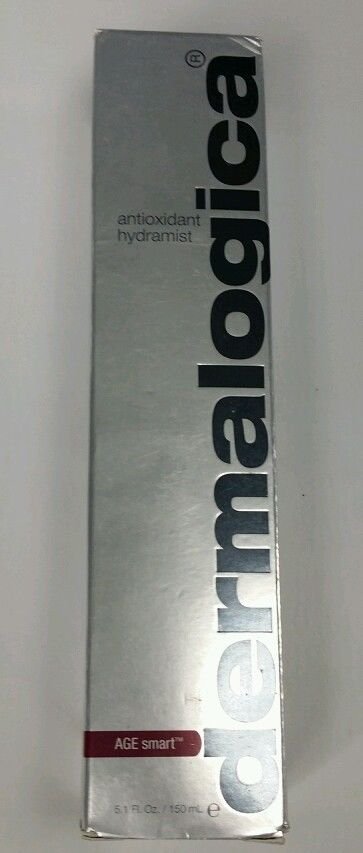 dermalogica®
antioxidant
hydramist
AGE smart™
5.1 Fl. Oz. / 150 mL ℮